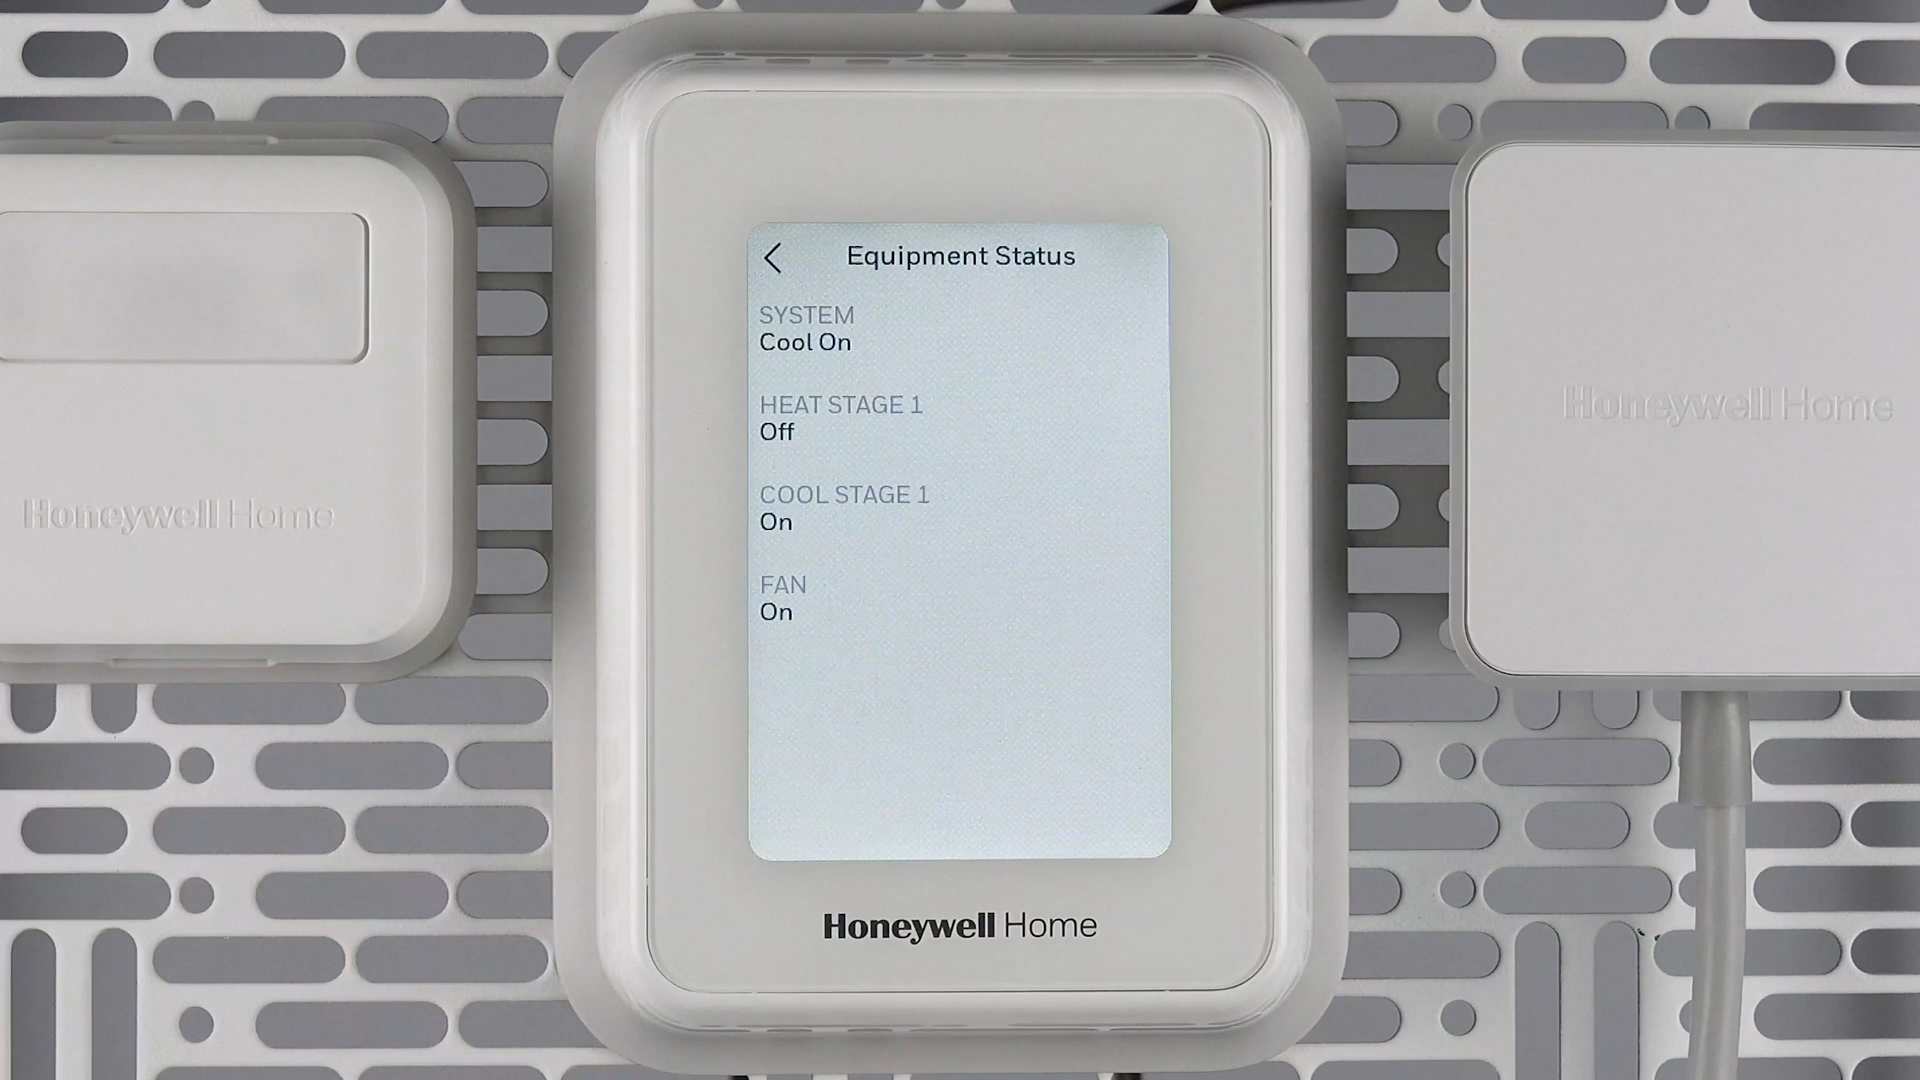 Equipment Status
SYSTEM
Cool On
HEAT STAGE 1
Off
COOL STAGE 1
On
FAN
On
Honeywell Home
Honeywell Home
Honeywell Home